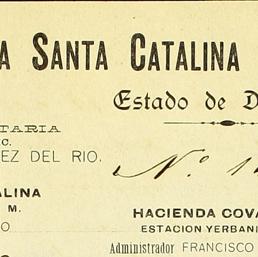 A SANTA CATALINA
Estado de D
TARIA
C.
EZ DEL RIO.
No.
ALINA
M.
O
HACIENDA COVA
ESTACION YERBANI
Administrador FRANCISCO